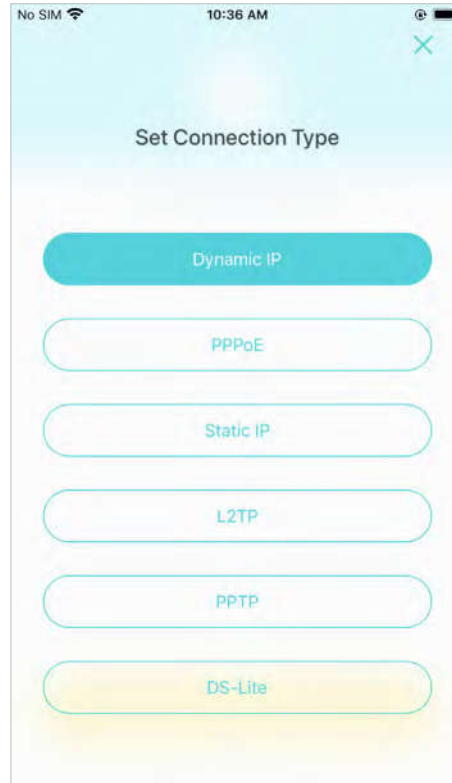 No SIM 10:36 AM
Set Connection Type
Dynamic IP
PPPoE
Static IP
L2TP
PPTP
DS-Lite